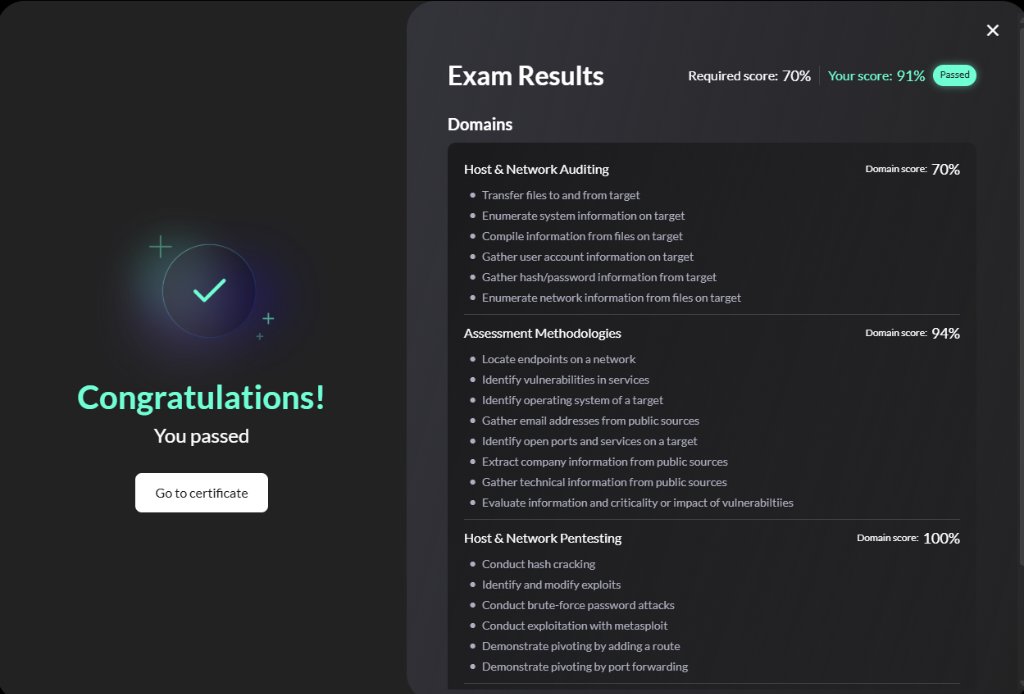 Congratulations!
You passed
Go to certificate
Exam Results
Required score: 70%
Your score: 91%
Passed
Domains
Host & Network Auditing
Domain score: 70%
Transfer files to and from target
Enumerate system information on target
Compile information from files on target
Gather user account information on target
Gather hash/password information from target
Enumerate network information from files on target
Assessment Methodologies
Domain score: 94%
Locate endpoints on a network
Identify vulnerabilities in services
Identify operating system of a target
Gather email addresses from public sources
Identify open ports and services on a target
Extract company information from public sources
Gather technical information from public sources
Evaluate information and criticality or impact of vulnerabiltiies
Host & Network Pentesting
Domain score: 100%
Conduct hash cracking
Identify and modify exploits
Conduct brute-force password attacks
Conduct exploitation with metasploit
Demonstrate pivoting by adding a route
Demonstrate pivoting by port forwarding